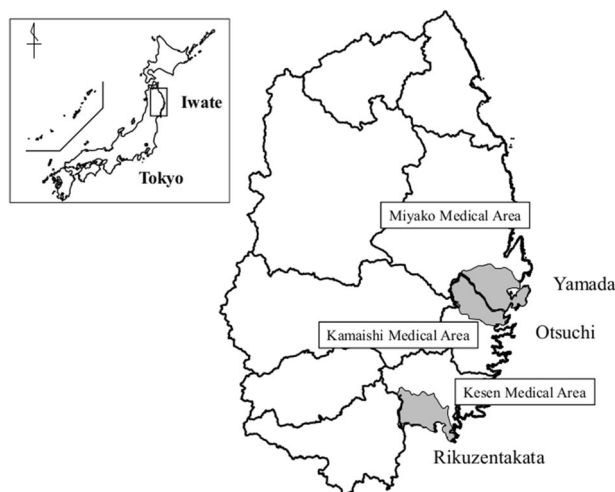 Iwate
Tokyo
Miyako Medical Area
Yamada
Otsuchi
Kamaishi Medical Area
Kesen Medical Area
Rikuzentakata